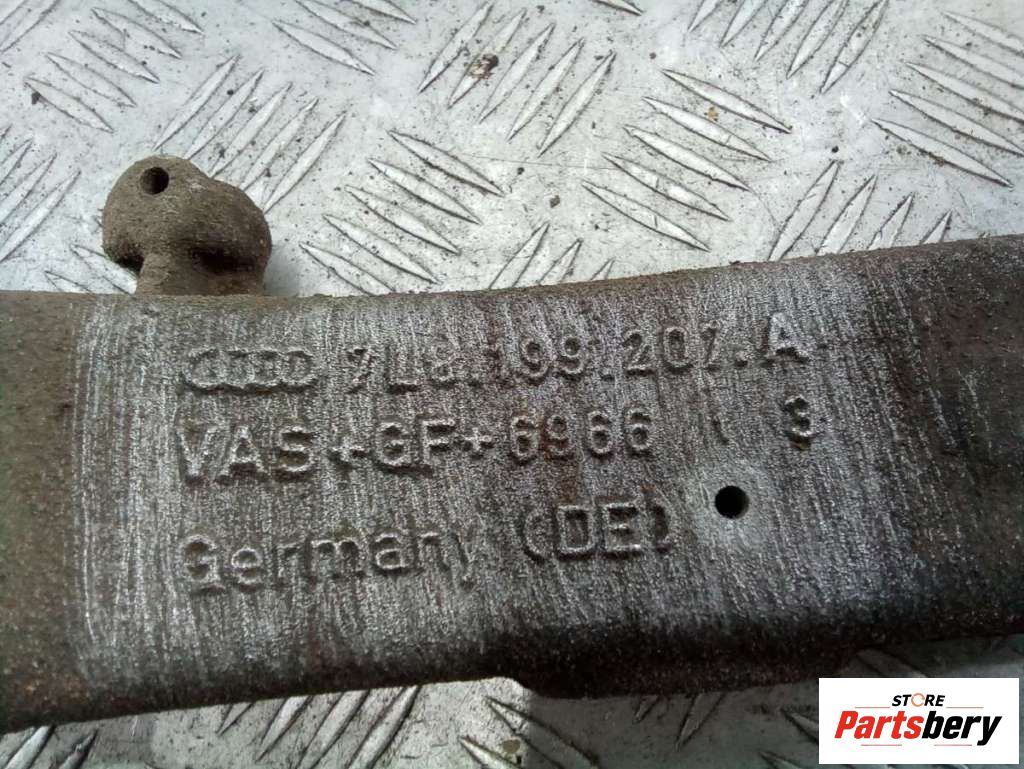 7L8.199.207.A
VAS+GF+6966 3
Germany (DE)
STORE
Partsbery